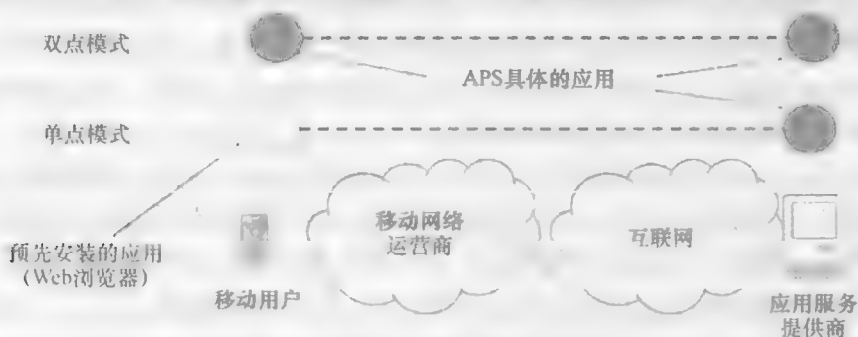 双点模式
APS具体的应用
单点模式
移动网络
运营商
互联网
预先安装的应用
(Web浏览器)
移动用户
应用服务
提供商